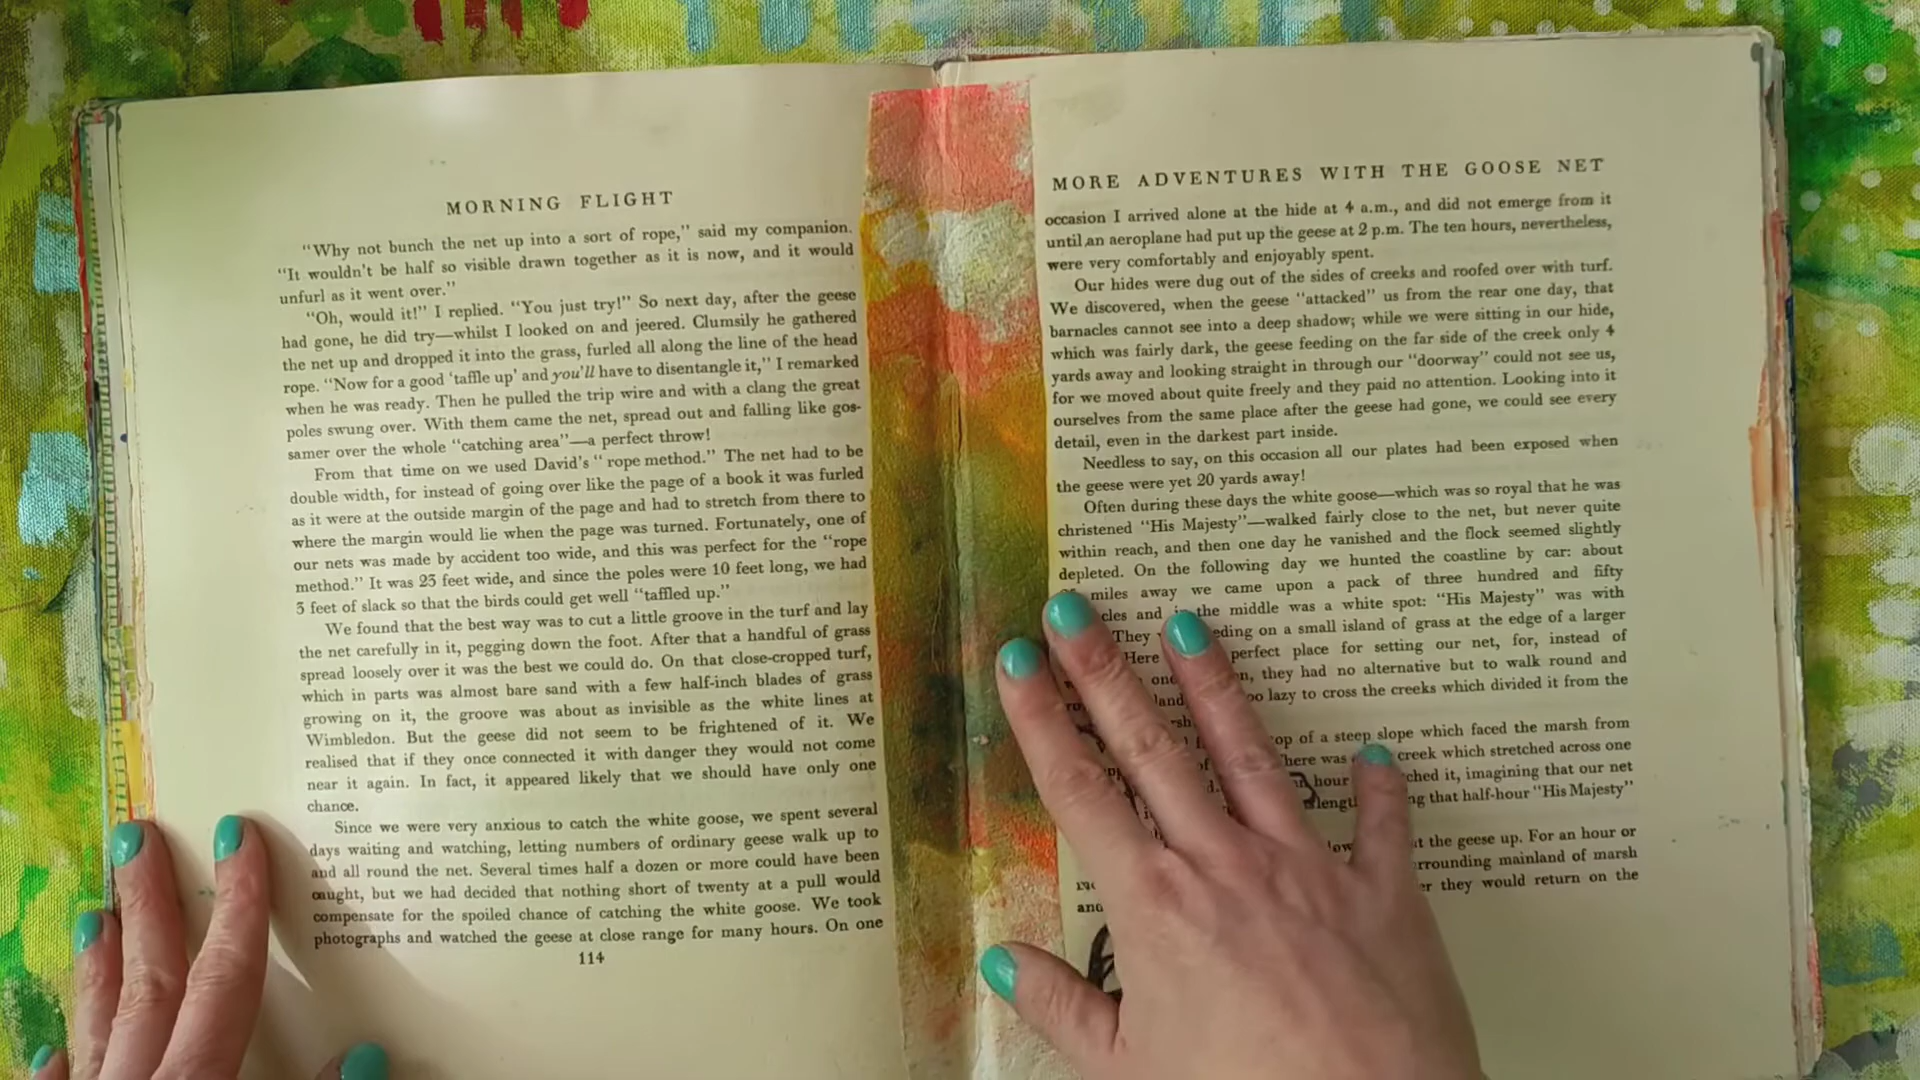 MORNING FLIGHT
“Why not bunch the net up into a sort of rope,” said my companion.
“It wouldn’t be half so visible drawn together as it is now, and it would
unfurl as it went over.”
“Oh, would it!” I replied. “You just try!” So next day, after the geese
had gone, he did try—whilst I looked on and jeered. Clumsily he gathered
the net up and dropped it into the grass, furled all along the line of the head
rope. “Now for a good ‘taffle up’ and you’ll have to disentangle it,” I remarked
when he was ready. Then he pulled the trip wire and with a clang the great
poles swung over. With them came the net, spread out and falling like gos-
samer over the whole “catching area”—a perfect throw!
From that time on we used David’s “rope method.” The net had to be
double width, for instead of going over like the page of a book it was furled
as it were at the outside margin of the page and had to stretch from there to
where the margin would lie when the page was turned. Fortunately, one of
our nets was made by accident too wide, and this was perfect for the “rope
method.” It was 23 feet wide, and since the poles were 10 feet long, we had
3 feet of slack so that the birds could get well “taffled up.”
We found that the best way was to cut a little groove in the turf and lay
the net carefully in it, pegging down the foot. After that a handful of grass
spread loosely over it was the best we could do. On that close-cropped turf,
which in parts was almost bare sand with a few half-inch blades of grass
growing on it, the groove was about as invisible as the white lines at
Wimbledon. But the geese did not seem to be frightened of it. We
realised that if they once connected it with danger they would not come
near it again. In fact, it appeared likely that we should have only one
chance.
Since we were very anxious to catch the white goose, we spent several
days waiting and watching, letting numbers of ordinary geese walk up to
and all round the net. Several times half a dozen or more could have been
caught, but we had decided that nothing short of twenty at a pull would
compensate for the spoiled chance of catching the white goose. We took
photographs and watched the geese at close range for many hours. On one
114
MORE ADVENTURES WITH THE GOOSE NET
occasion I arrived alone at the hide at 4 a.m., and did not emerge from it
until an aeroplane had put up the geese at 2 p.m. The ten hours, nevertheless,
were very comfortably and enjoyably spent.
Our hides were dug out of the sides of creeks and roofed over with turf.
We discovered, when the geese “attacked” us from the rear one day, that
barnacles cannot see into a deep shadow; while we were sitting in our hide,
which was fairly dark, the geese feeding on the far side of the creek only 4
yards away and looking straight in through our “doorway” could not see us,
for we moved about quite freely and they paid no attention. Looking into it
ourselves from the same place after the geese had gone, we could see every
detail, even in the darkest part inside.
Needless to say, on this occasion all our plates had been exposed when
the geese were yet 20 yards away!
Often during these days the white goose—which was so royal that he was
christened “His Majesty”—walked fairly close to the net, but never quite
within reach, and then one day he vanished and the flock seemed slightly
depleted. On the following day we hunted the coastline by car: about
miles away we came upon a pack of three hundred and fifty
and in the middle was a white spot: “His Majesty” was with
They on a small island of grass at the edge of a larger
Here perfect place for setting our net, for, instead of
they had no alternative but to walk round and
lazy to cross the creeks which divided it from the
of a steep slope which faced the marsh from
was creek which stretched across one
hour it, imagining that our net
that half-hour “His Majesty”
the geese up. For an hour or
mainland of marsh
they would return on the